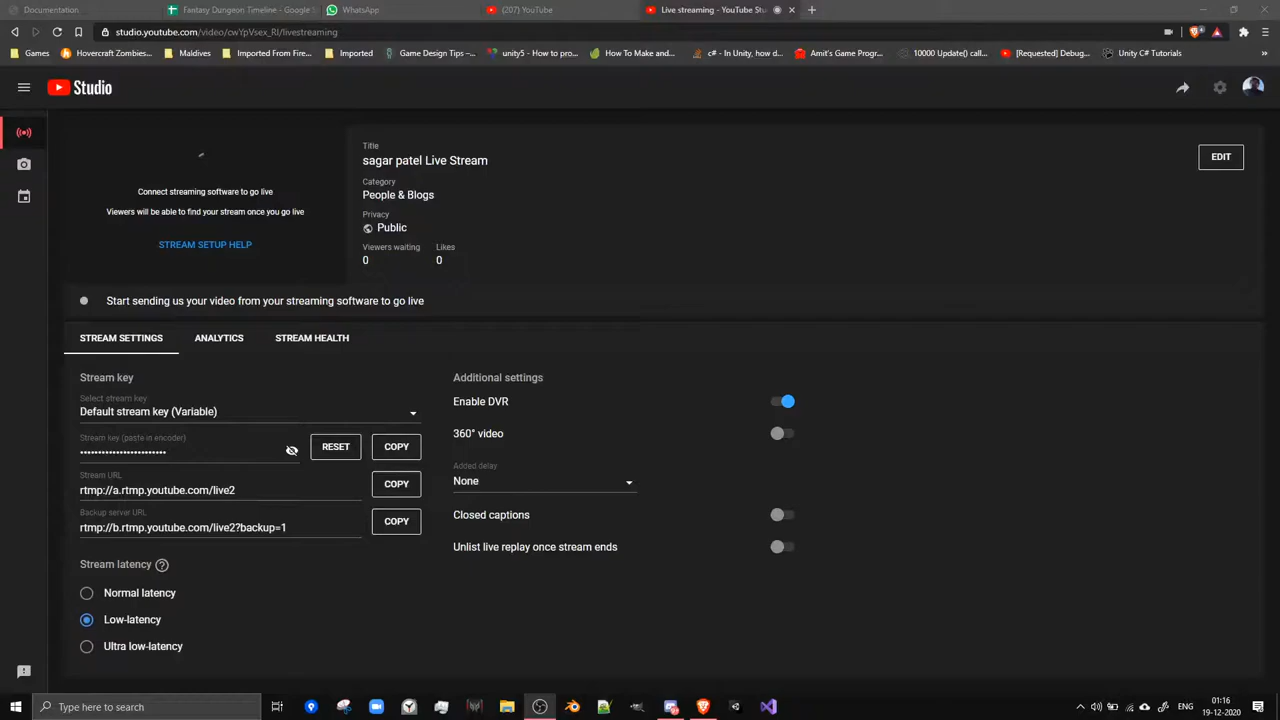 Documentation
Fantasy Dungeon Timeline - Google
WhatsApp
(207) YouTube
Live streaming - YouTube Stu
studio.youtube.com/video/cwYpVsex_RI/livestreaming
Games
Hovercraft Zombies...
Maldives
Imported From Firef...
Imported
Game Design Tips –...
unity5 - How to pro...
How To Make and...
c# - In Unity, how d...
Amit's Game Progr...
10000 Update() call...
[Requested] Debug...
Unity C# Tutorials
Studio
Title
sagar patel Live Stream
EDIT
Category
People & Blogs
Privacy
Public
Viewers waiting
Likes
0
0
Connect streaming software to go live
Viewers will be able to find your stream once you go live
STREAM SETUP HELP
Start sending us your video from your streaming software to go live
STREAM SETTINGS
ANALYTICS
STREAM HEALTH
Stream key
Select stream key
Default stream key (Variable)
Stream key (paste in encoder)
RESET
COPY
Stream URL
rtmp://a.rtmp.youtube.com/live2
COPY
Backup server URL
rtmp://b.rtmp.youtube.com/live2?backup=1
COPY
Stream latency
Normal latency
Low-latency
Ultra low-latency
Additional settings
Enable DVR
360° video
Added delay
None
Closed captions
Unlist live replay once stream ends
Type here to search
ENG
01:16
19-12-2020